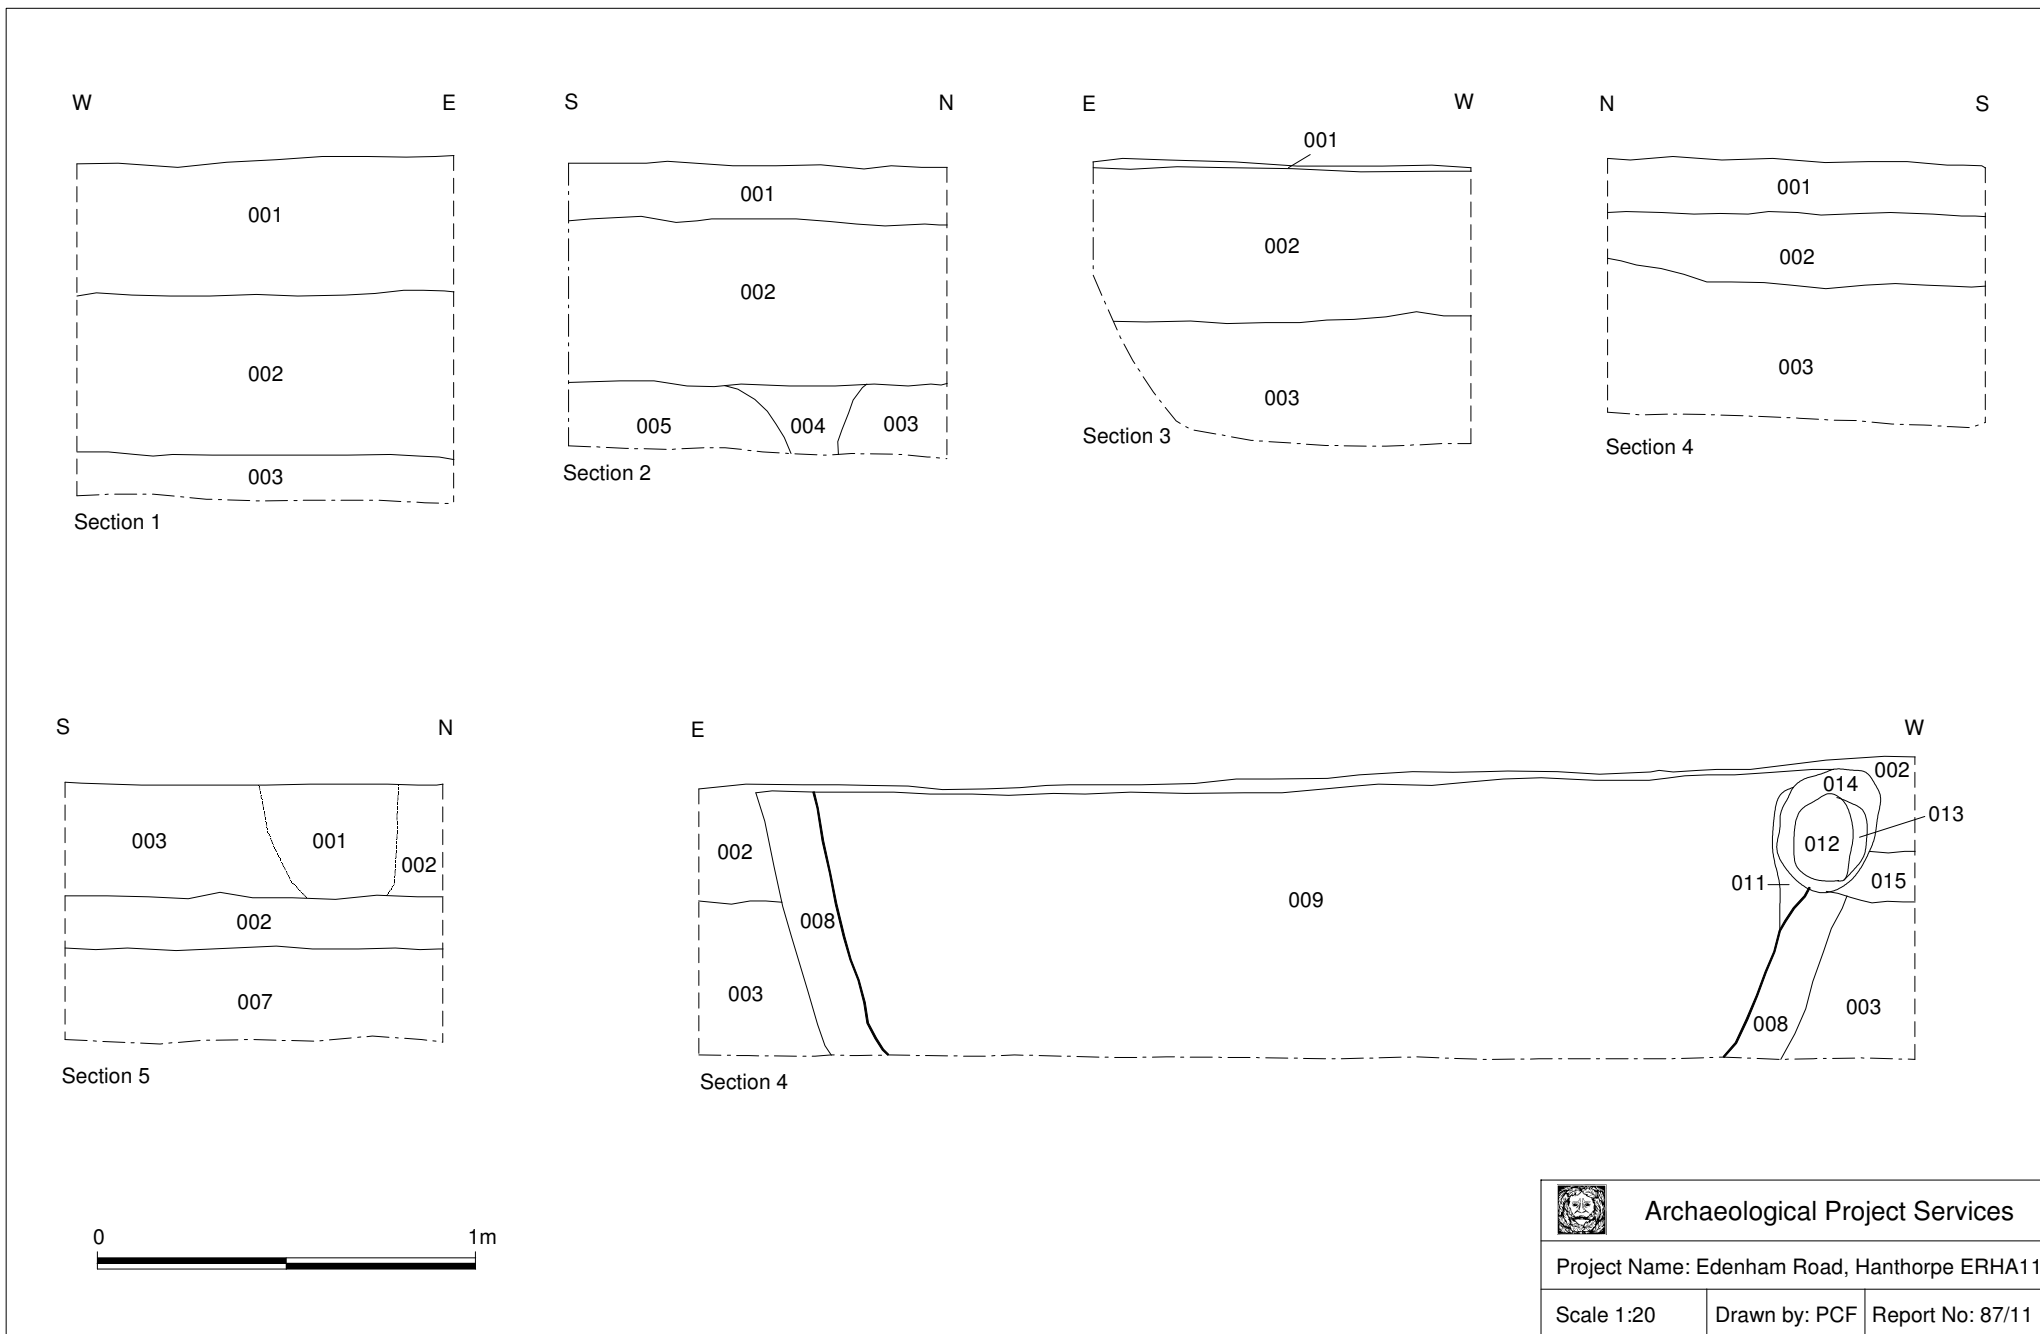 W E
001
002
003
Section 1
S N
001
002
005 004 003
Section 2
E W
001
002
003
Section 3
N S
001
002
003
Section 4
S N
003 001 002
002
007
Section 5
E W
002
014
013
002 012
011 015
008 009
003 008 003
Section 4
0 1m
Archaeological Project Services
Project Name: Edenham Road, Hanthorpe ERHA11
Scale 1:20 Drawn by: PCF Report No: 87/11